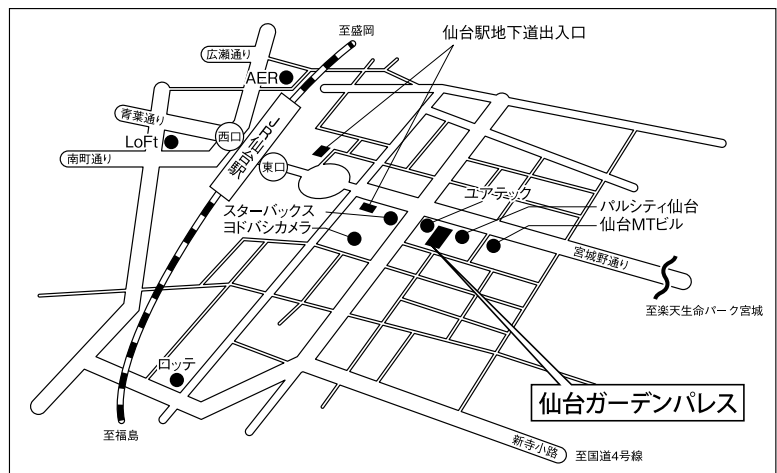 至盛岡
仙台駅地下道出入口
広瀬通り
AER
青葉通り
LoFt
西口
南町通り
JR仙台駅
東口
ユアテック
スターバックス
ヨドバシカメラ
パルシティ仙台
仙台MTビル
宮城野通り
至楽天生命パーク宮城
ロッテ
仙台ガーデンパレス
至福島
新寺小路
至国道4号線